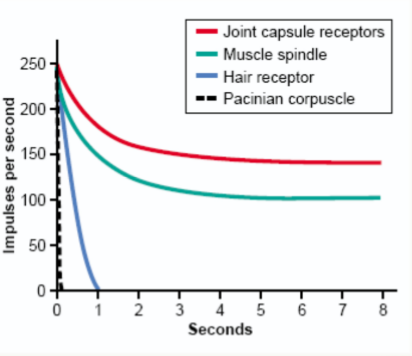 Joint capsule receptors
Muscle spindle
Hair receptor
Pacinian corpuscle
Impulses per second
250
200
150
100
50
0
0 1 2 3 4 5 6 7 8
Seconds